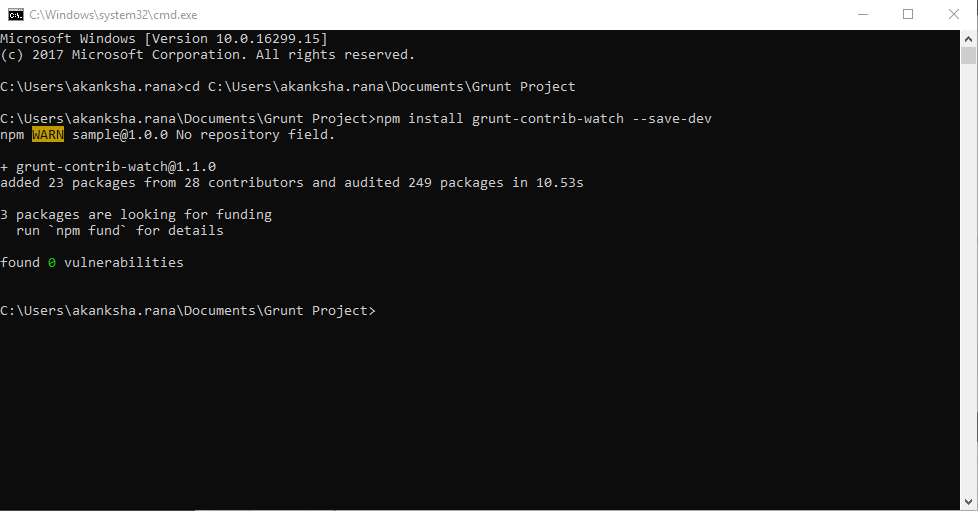 C:\Windows\system32\cmd.exe
Microsoft Windows [Version 10.0.16299.15]
(c) 2017 Microsoft Corporation. All rights reserved.
C:\Users\akanksha.rana>cd C:\Users\akanksha.rana\Documents\Grunt Project
C:\Users\akanksha.rana\Documents\Grunt Project>npm install grunt-contrib-watch --save-dev
npm WARN sample@1.0.0 No repository field.
+ grunt-contrib-watch@1.1.0
added 23 packages from 28 contributors and audited 249 packages in 10.53s
3 packages are looking for funding
  run `npm fund` for details
found 0 vulnerabilities
C:\Users\akanksha.rana\Documents\Grunt Project>